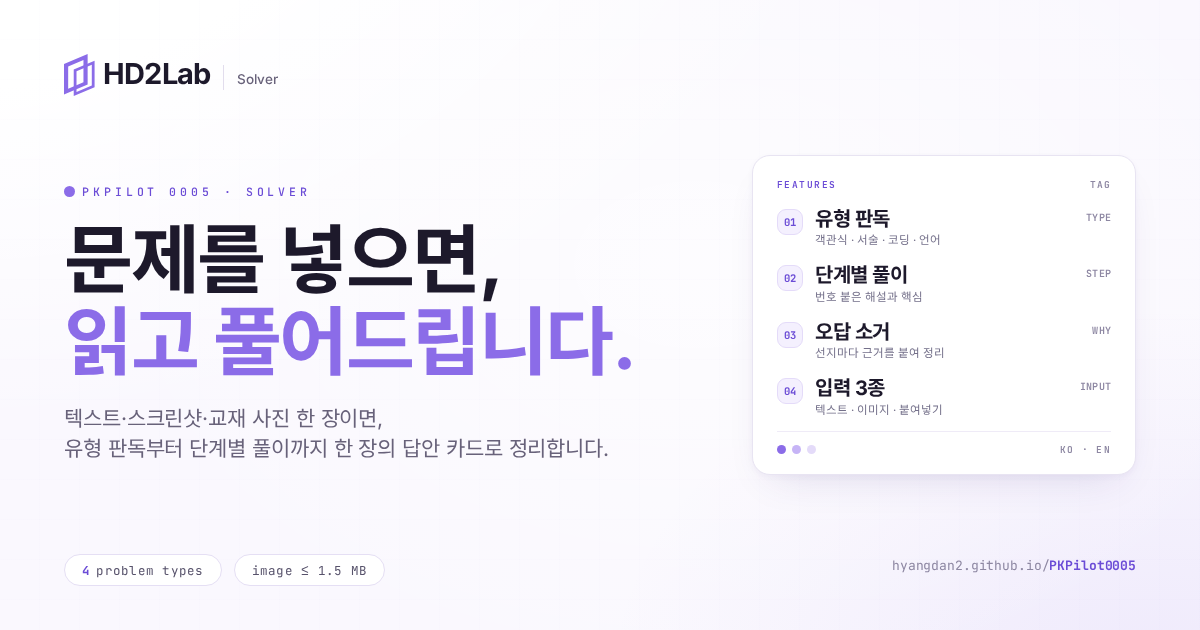 HD2Lab
Solver
PKPILOT 0005 · SOLVER
문제를 넣으면,
읽고 풀어드립니다.
텍스트·스크린샷·교재 사진 한 장이면,
유형 판독부터 단계별 풀이까지 한 장의 답안 카드로 정리합니다.
4 problem types
image ≤ 1.5 MB
FEATURES TAG
01 유형 판독 TYPE
객관식 · 서술 · 코딩 · 언어
02 단계별 풀이 STEP
번호 붙은 해설과 핵심
03 오답 소거 WHY
선지마다 근거를 붙여 정리
04 입력 3종 INPUT
텍스트 · 이미지 · 붙여넣기
KO · EN
hyangdan2.github.io/PKPilot0005